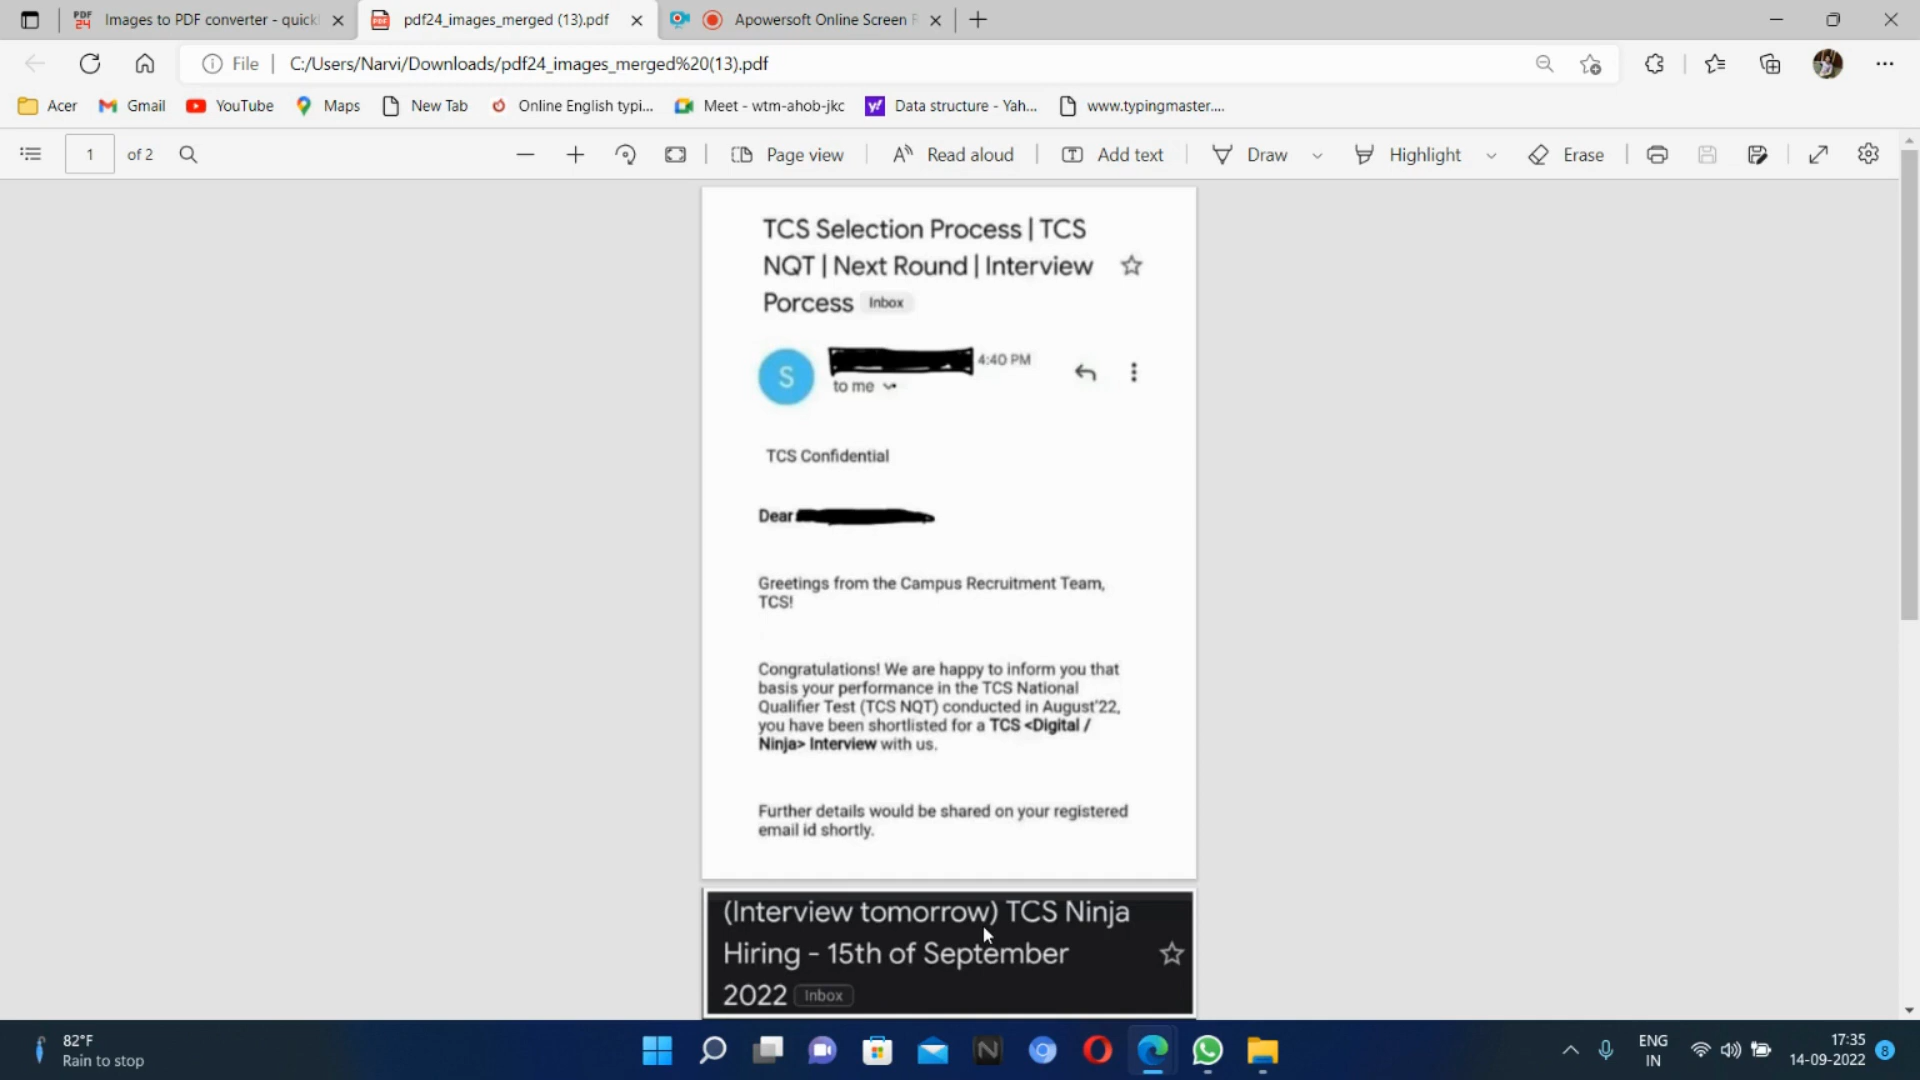 Images to PDF converter - quick
pdf24_images_merged (13).pdf
Apowersoft Online Screen R
File
C:/Users/Narvi/Downloads/pdf24_images_merged%20(13).pdf
Acer
Gmail
YouTube
Maps
New Tab
Online English typi...
Meet - wtm-ahob-jkc
Data structure - Yah...
www.typingmaster....
1
of 2
Page view
Read aloud
Add text
Draw
Highlight
Erase
TCS Selection Process | TCS
NQT | Next Round | Interview
Porcess Inbox
S
4:40 PM
to me
TCS Confidential
Dear
Greetings from the Campus Recruitment Team,
TCS!
Congratulations! We are happy to inform you that
basis your performance in the TCS National
Qualifier Test (TCS NQT) conducted in August'22,
you have been shortlisted for a TCS <Digital /
Ninja> Interview with us.
Further details would be shared on your registered
email id shortly.
(Interview tomorrow) TCS Ninja
Hiring - 15th of September
2022 Inbox
82°F
Rain to stop
ENG
IN
17:35
14-09-2022
8